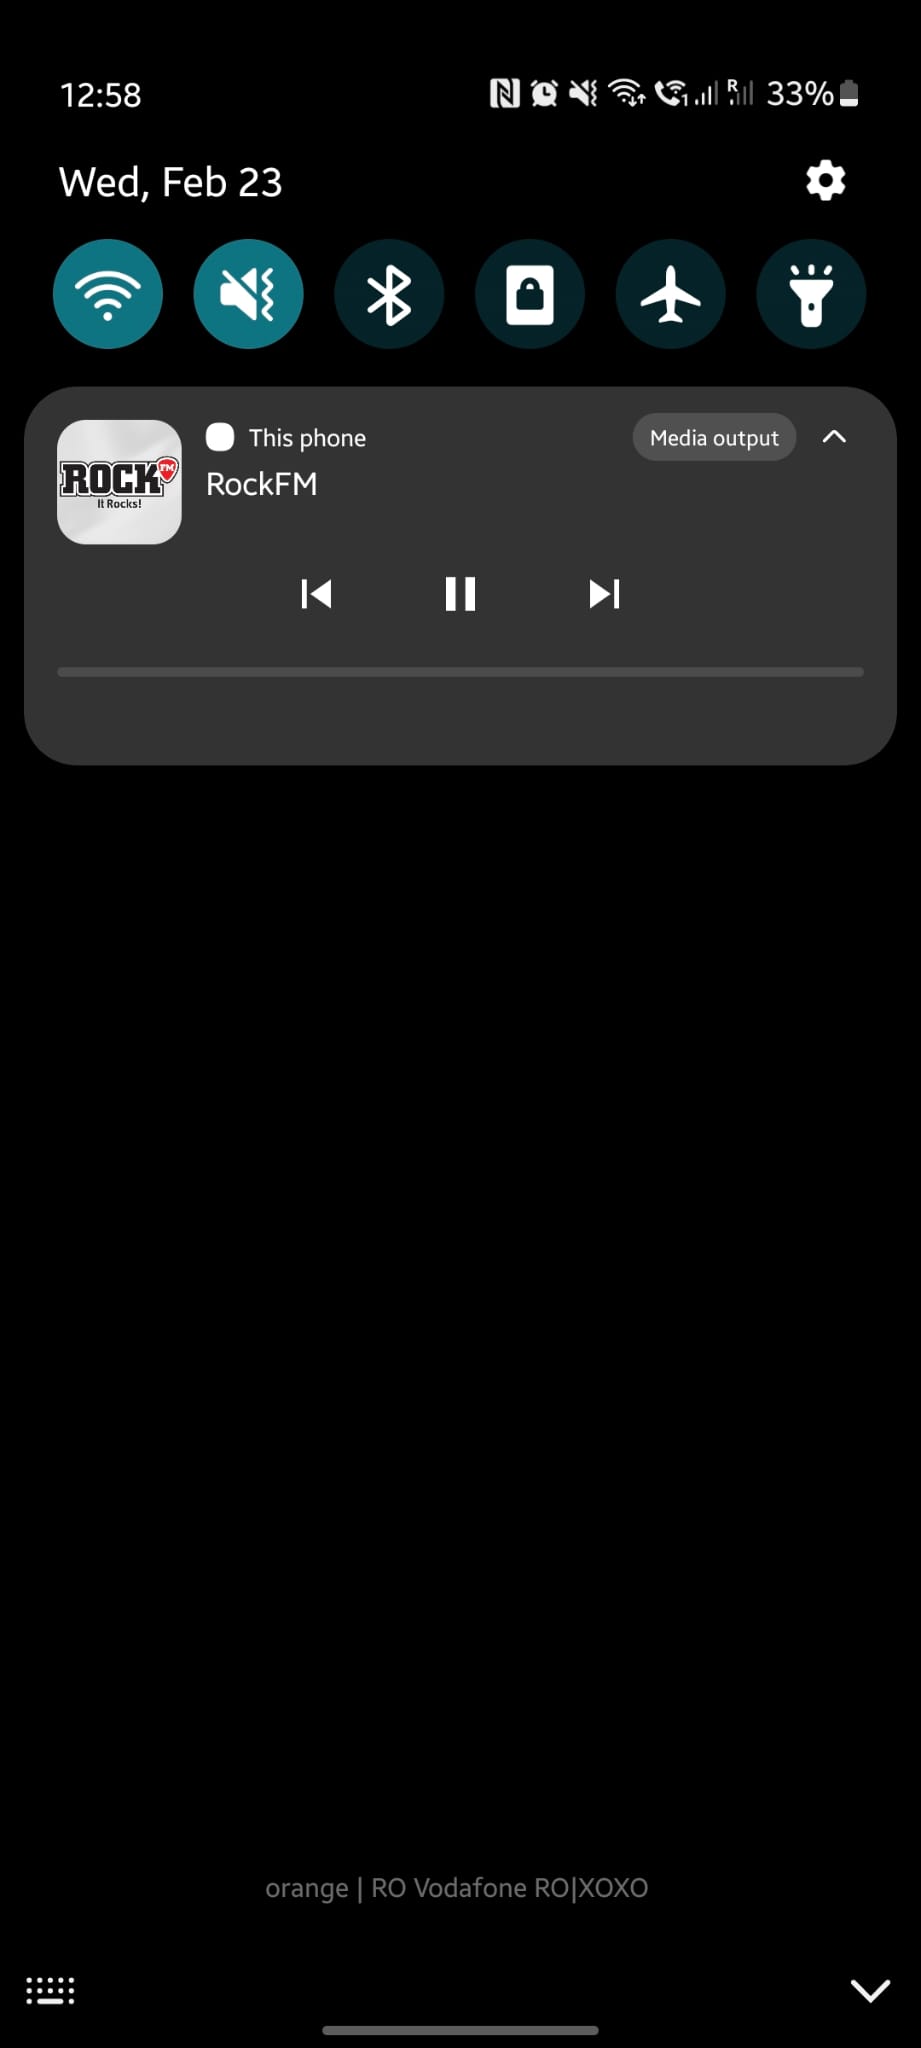 12:58
R
1
33%
Wed, Feb 23
This phone
Media output
ROCK FM
It Rocks!
RockFM
orange | RO Vodafone RO|XOXO